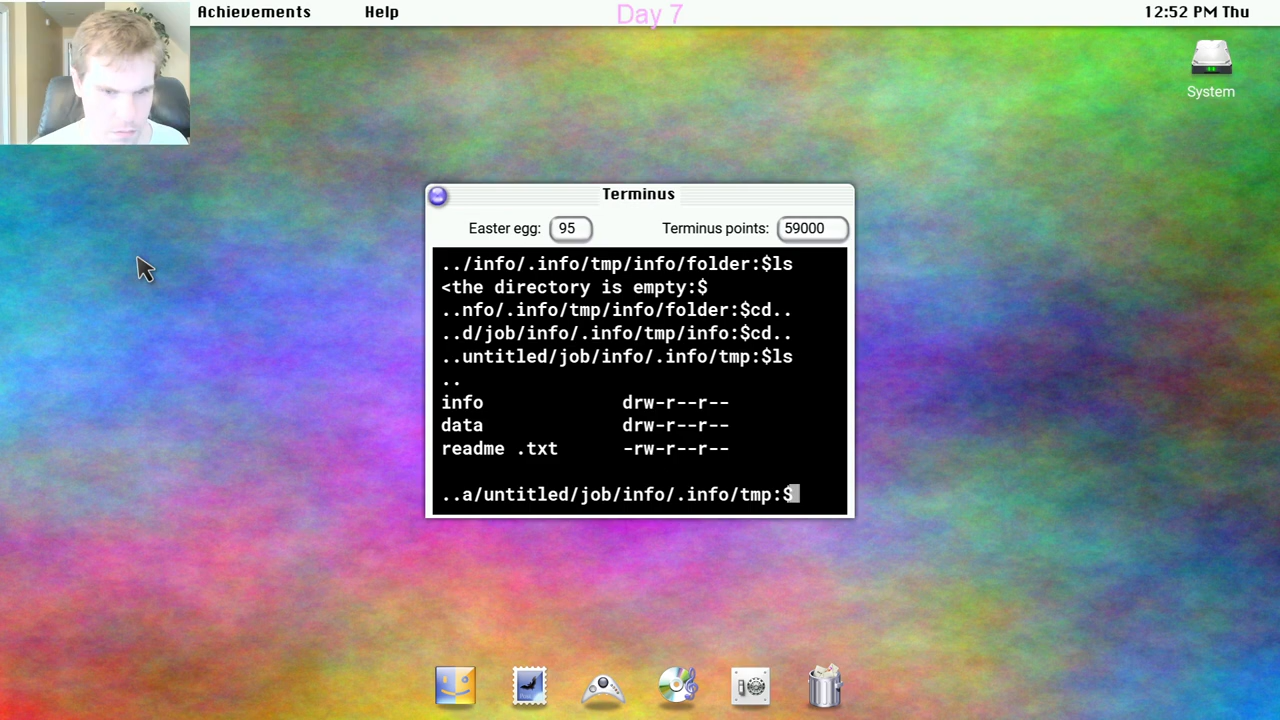 Achievements Help Day 7 12:52 PM Thu
System
Terminus
Easter egg: 95 Terminus points: 59000
../info/.info/tmp/info/folder:$ls
<the directory is empty:$
..nfo/.info/tmp/info/folder:$cd..
..d/job/info/.info/tmp/info:$cd..
..untitled/job/info/.info/tmp:$ls
..
info drw-r--r--
data drw-r--r--
readme .txt -rw-r--r--
..a/untitled/job/info/.info/tmp:$